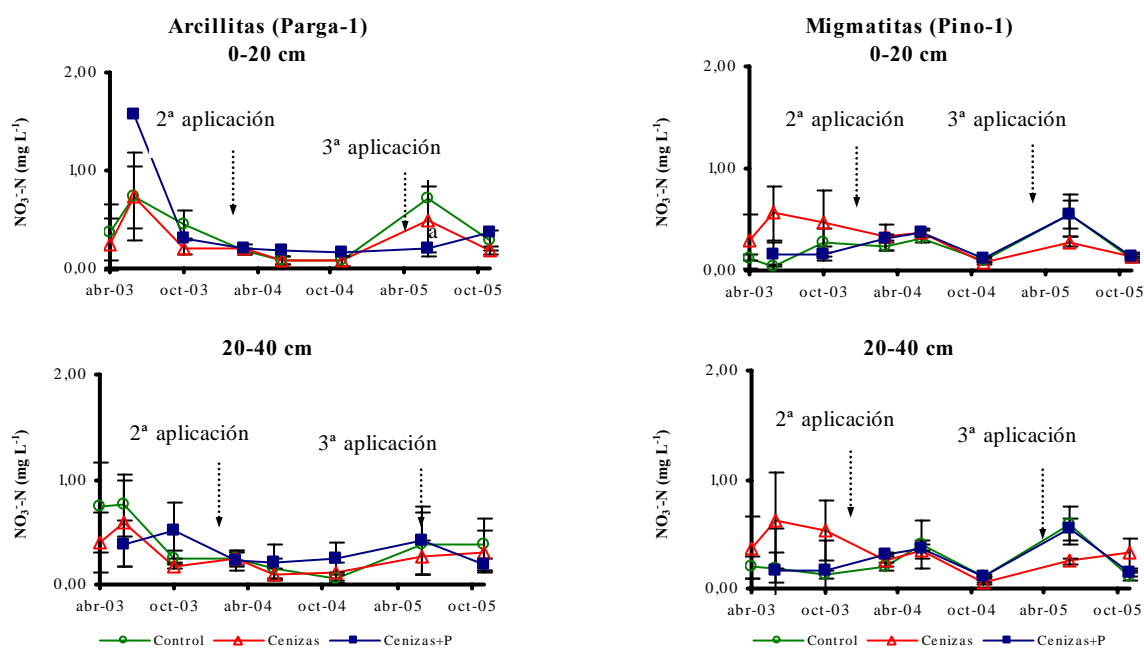 Arcillitas (Parga-1)
0-20 cm
2,00
1,00
0,00
NO3⁻-N (mg L⁻¹)
2ª aplicación
3ª aplicación
a
abr-03 oct-03 abr-04 oct-04 abr-05 oct-05
Migmatitas (Pino-1)
0-20 cm
2,00
1,00
0,00
NO3⁻-N (mg L⁻¹)
2ª aplicación
3ª aplicación
abr-03 oct-03 abr-04 oct-04 abr-05 oct-05
20-40 cm
2,00
1,00
0,00
NO3⁻-N (mg L⁻¹)
2ª aplicación
3ª aplicación
abr-03 oct-03 abr-04 oct-04 abr-05 oct-05
Control Cenizas Cenizas+P
20-40 cm
2,00
1,00
0,00
NO3⁻-N (mg L⁻¹)
2ª aplicación
3ª aplicación
abr-03 oct-03 abr-04 oct-04 abr-05 oct-05
Control Cenizas Cenizas+P